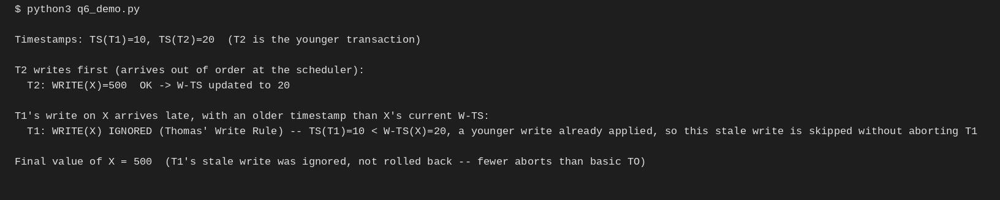 $ python3 q6_demo.py
Timestamps: TS(T1)=10, TS(T2)=20  (T2 is the younger transaction)
T2 writes first (arrives out of order at the scheduler):
  T2: WRITE(X)=500  OK -> W-TS updated to 20
T1's write on X arrives late, with an older timestamp than X's current W-TS:
  T1: WRITE(X) IGNORED (Thomas' Write Rule) -- TS(T1)=10 < W-TS(X)=20, a younger write already applied, so this stale write is skipped without aborting T1
Final value of X = 500  (T1's stale write was ignored, not rolled back -- fewer aborts than basic TO)